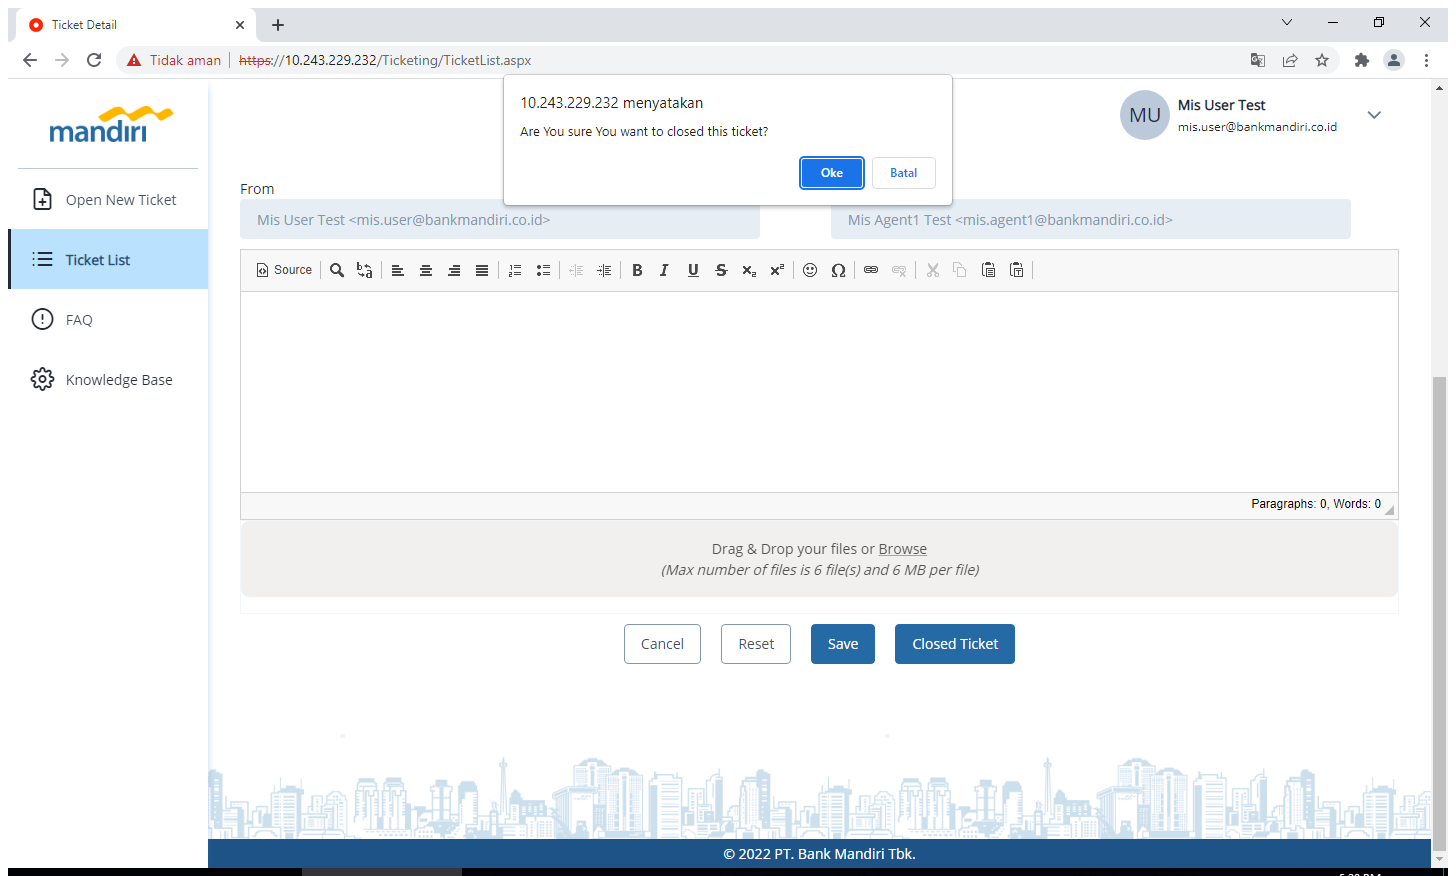 Ticket Detail
Tidak aman
https://10.243.229.232/Ticketing/TicketList.aspx
10.243.229.232 menyatakan
Are You sure You want to closed this ticket?
Oke
Batal
mandiri
MU
Mis User Test
mis.user@bankmandiri.co.id
Open New Ticket
Ticket List
FAQ
Knowledge Base
From
Mis User Test <mis.user@bankmandiri.co.id>
Mis Agent1 Test <mis.agent1@bankmandiri.co.id>
Source
Paragraphs: 0, Words: 0
Drag & Drop your files or Browse
(Max number of files is 6 file(s) and 6 MB per file)
Cancel
Reset
Save
Closed Ticket
© 2022 PT. Bank Mandiri Tbk.